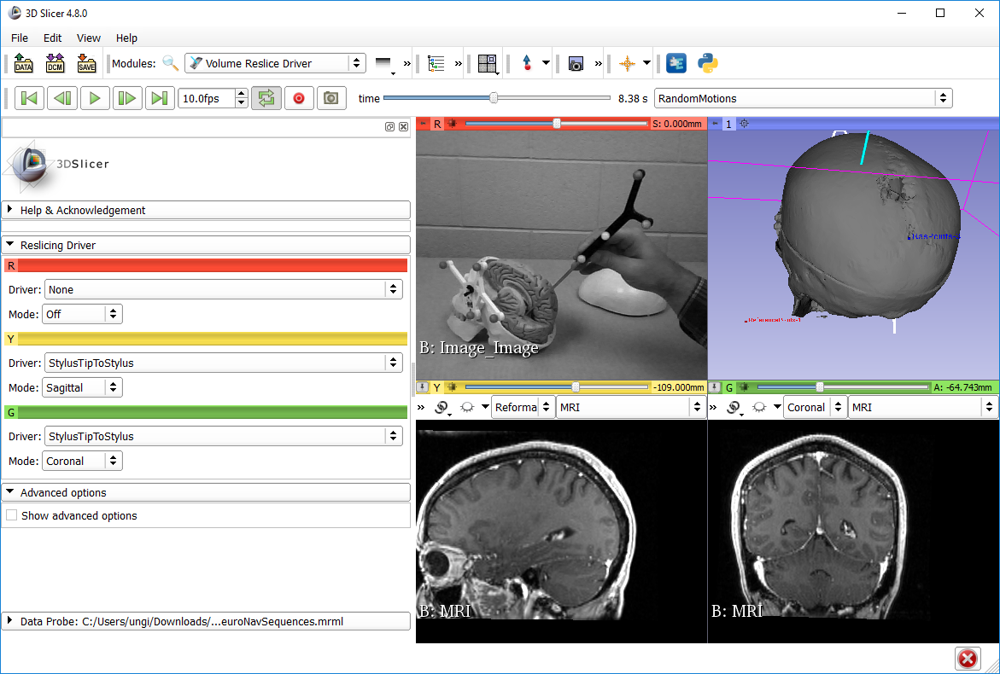 3D Slicer 4.8.0
File Edit View Help
DATA DCM SAVE Modules: Volume Reslice Driver
10.0fps time 8.38 s RandomMotions
3DSlicer
Help & Acknowledgement
Reslicing Driver
R
Driver: None
Mode: Off
Y
Driver: StylusTipToStylus
Mode: Sagittal
G
Driver: StylusTipToStylus
Mode: Coronal
Advanced options
Show advanced options
Data Probe: C:/Users/ungi/Downloads/...euroNavSequences.mrml
R S: 0.000mm
B: Image_Image
1
Y -109.000mm
Reforma MRI
B: MRI
G A: -64.743mm
Coronal MRI
B: MRI